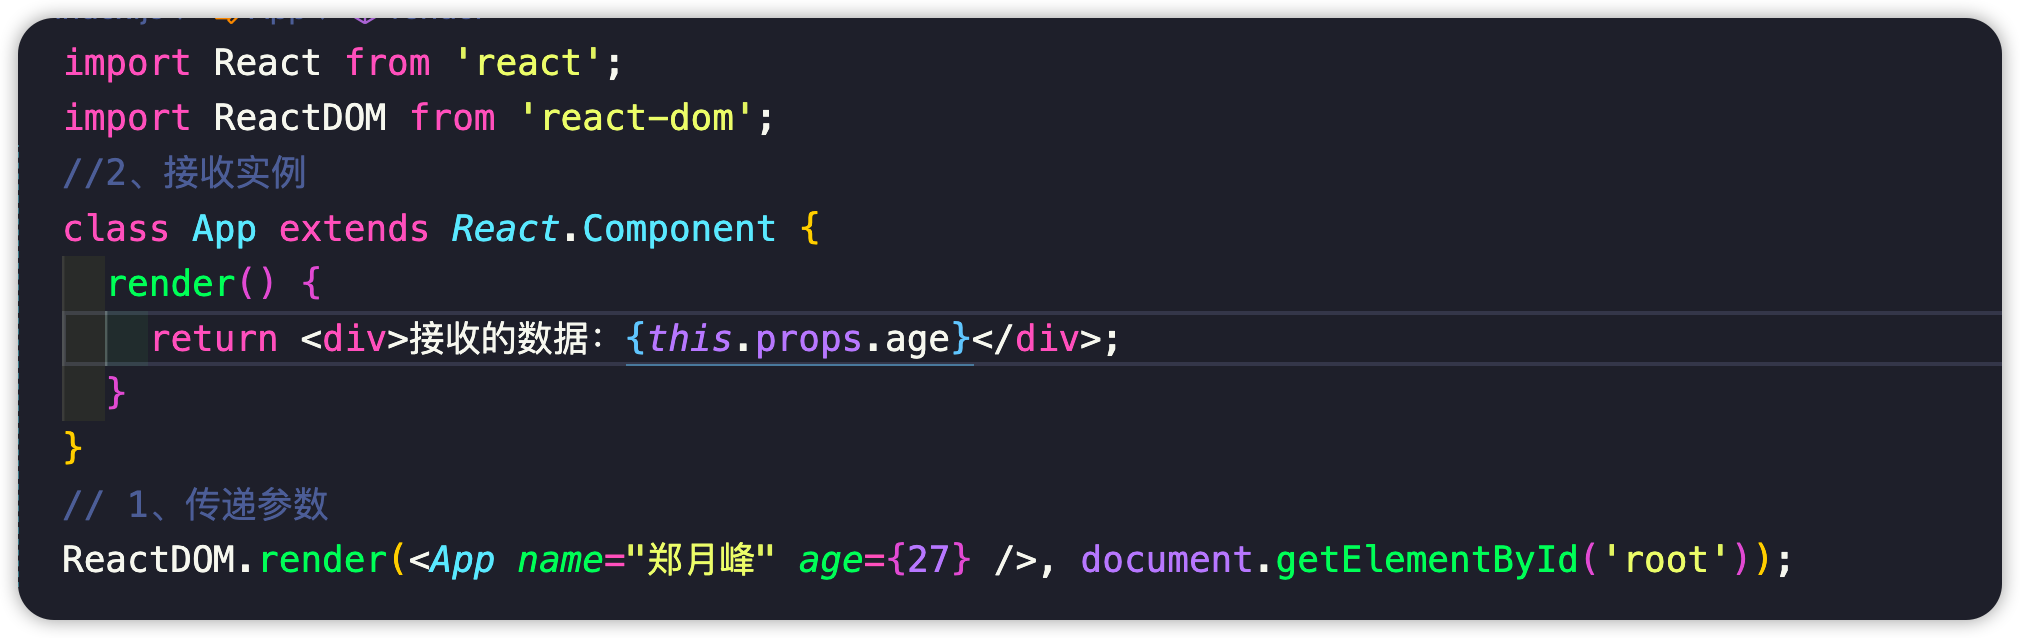 import React from 'react';
import ReactDOM from 'react-dom';
//2、接收实例
class App extends React.Component {
render() {
return <div>接收的数据：{this.props.age}</div>;
}
}
// 1、传递参数
ReactDOM.render(<App name="郑月峰" age={27} />, document.getElementById('root'));